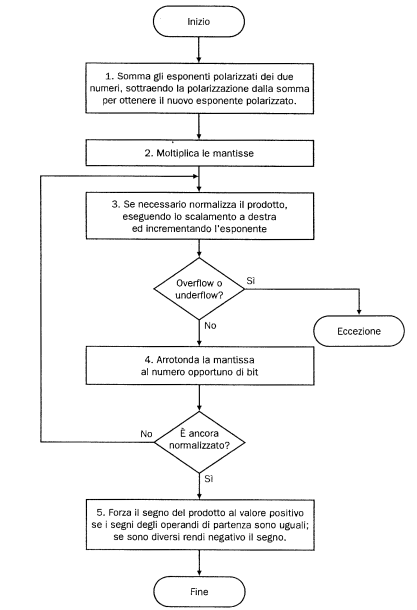 Inizio
1. Somma gli esponenti polarizzati dei due
numeri, sottraendo la polarizzazione dalla somma
per ottenere il nuovo esponente polarizzato.
2. Moltiplica le mantisse
3. Se necessario normalizza il prodotto,
eseguendo lo scalamento a destra
ed incrementando l'esponente
Overflow o
underflow?
Sì
No
Eccezione
4. Arrotonda la mantissa
al numero opportuno di bit
No
È ancora
normalizzato?
Sì
5. Forza il segno del prodotto al valore positivo
se i segni degli operandi di partenza sono uguali;
se sono diversi rendi negativo il segno.
Fine